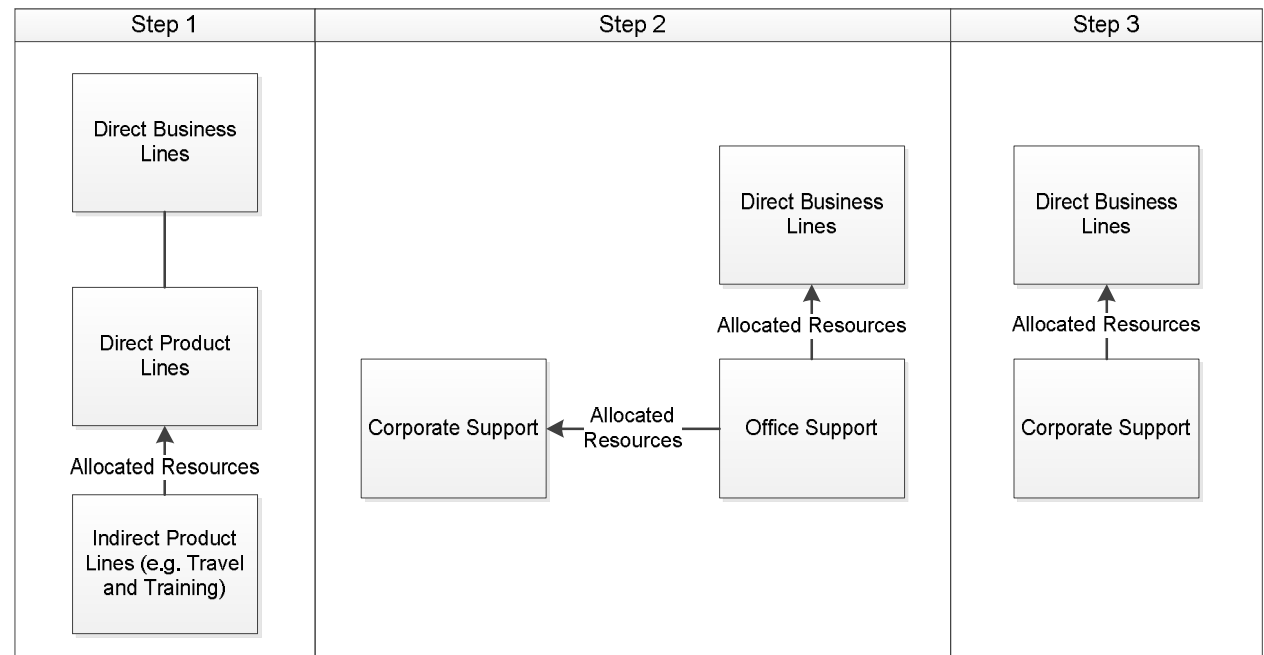 Step 1
Direct Business
Lines
Direct Product
Lines
Allocated Resources
Indirect Product
Lines (e.g. Travel
and Training)
Step 2
Direct Business
Lines
Allocated Resources
Corporate Support
Allocated
Resources
Office Support
Step 3
Direct Business
Lines
Allocated Resources
Corporate Support